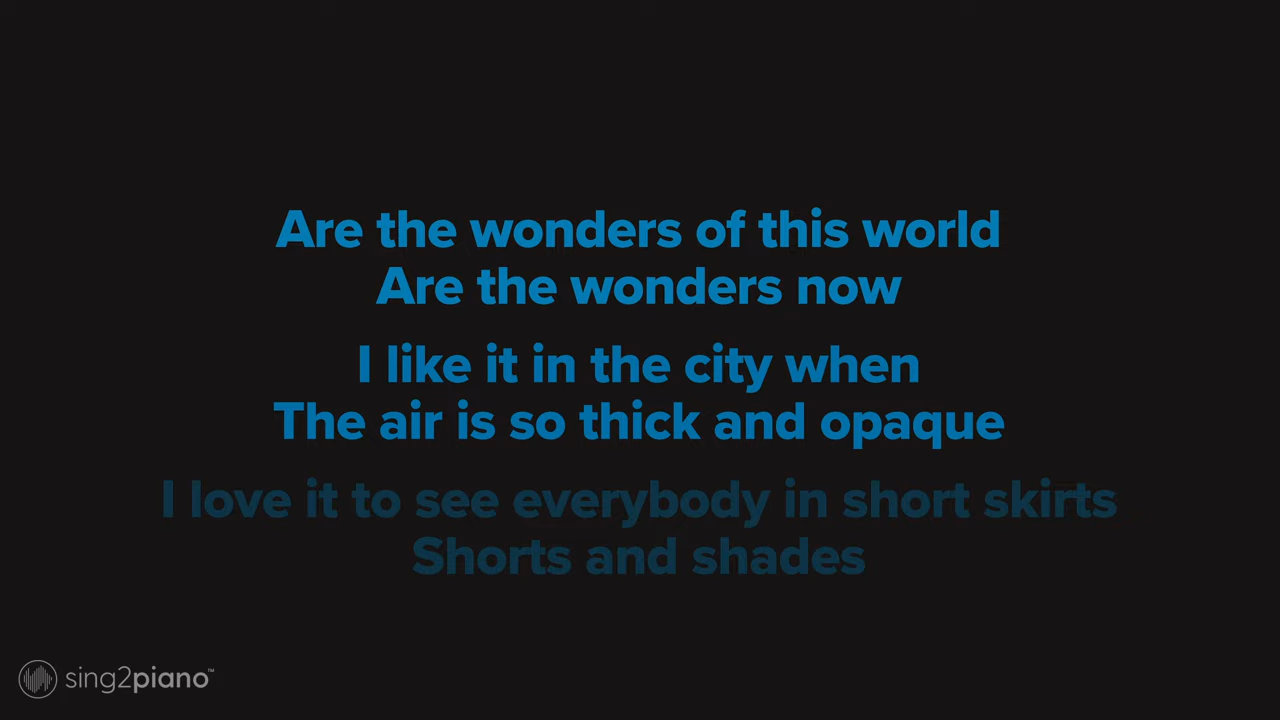 Are the wonders of this world
Are the wonders now
I like it in the city when
The air is so thick and opaque
I love it to see everybody in short skirts
Shorts and shades
sing2piano™